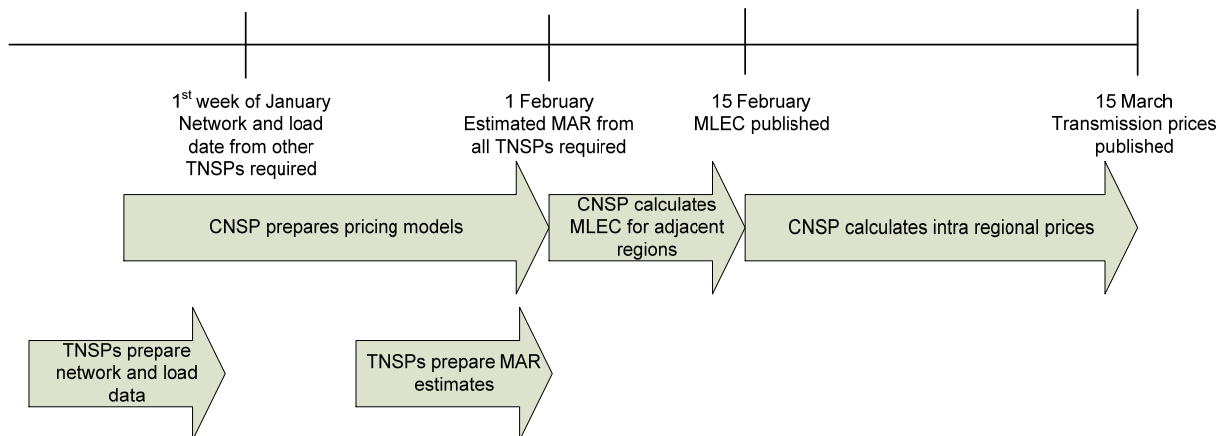 1st week of January
Network and load
date from other
TNSPs required
1 February
Estimated MAR from
all TNSPs required
15 February
MLEC published
15 March
Transmission prices
published
CNSP prepares pricing models
CNSP calculates
MLEC for adjacent
regions
CNSP calculates intra regional prices
TNSPs prepare
network and load
data
TNSPs prepare MAR
estimates